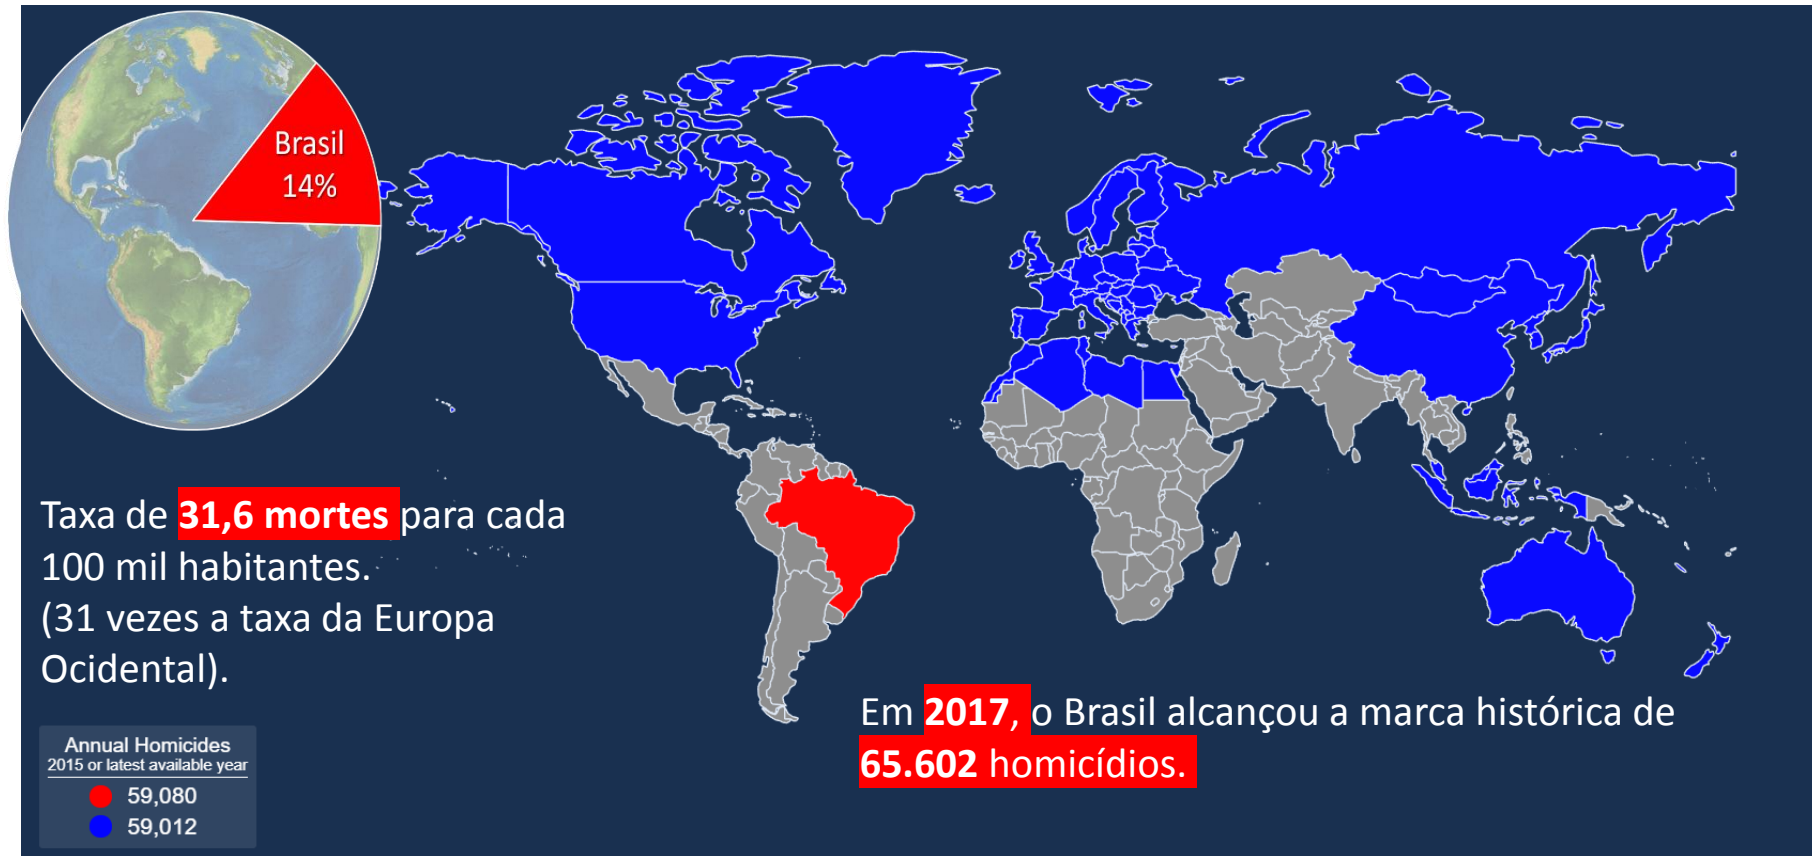 Brasil
14%
Taxa de 31,6 mortes para cada
100 mil habitantes.
(31 vezes a taxa da Europa
Ocidental).
Em 2017, o Brasil alcançou a marca histórica de
65.602 homicídios.
Annual Homicides
2015 or latest available year
59,080
59,012